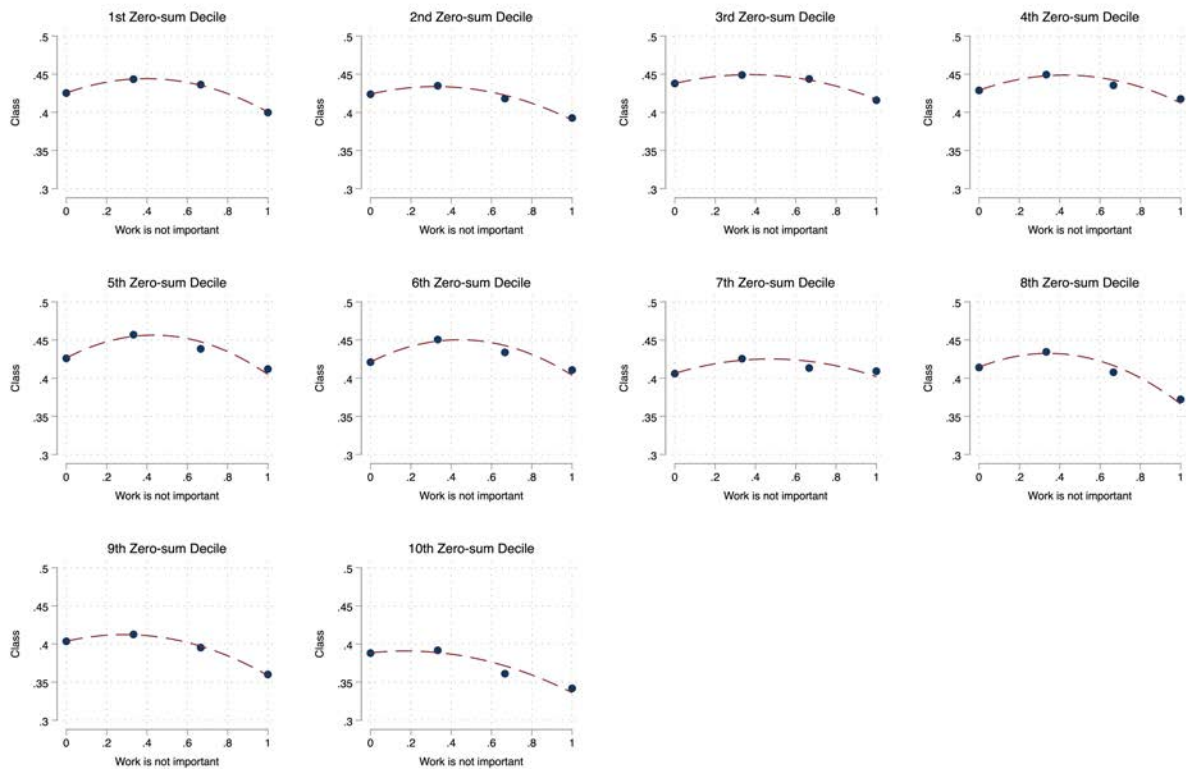 1st Zero-sum Decile
.5
.45
.4
.35
.3
Class
0 .2 .4 .6 .8 1
Work is not important
2nd Zero-sum Decile
.5
.45
.4
.35
.3
Class
0 .2 .4 .6 .8 1
Work is not important
3rd Zero-sum Decile
.5
.45
.4
.35
.3
Class
0 .2 .4 .6 .8 1
Work is not important
4th Zero-sum Decile
.5
.45
.4
.35
.3
Class
0 .2 .4 .6 .8 1
Work is not important
5th Zero-sum Decile
.5
.45
.4
.35
.3
Class
0 .2 .4 .6 .8 1
Work is not important
6th Zero-sum Decile
.5
.45
.4
.35
.3
Class
0 .2 .4 .6 .8 1
Work is not important
7th Zero-sum Decile
.5
.45
.4
.35
.3
Class
0 .2 .4 .6 .8 1
Work is not important
8th Zero-sum Decile
.5
.45
.4
.35
.3
Class
0 .2 .4 .6 .8 1
Work is not important
9th Zero-sum Decile
.5
.45
.4
.35
.3
Class
0 .2 .4 .6 .8 1
Work is not important
10th Zero-sum Decile
.5
.45
.4
.35
.3
Class
0 .2 .4 .6 .8 1
Work is not important